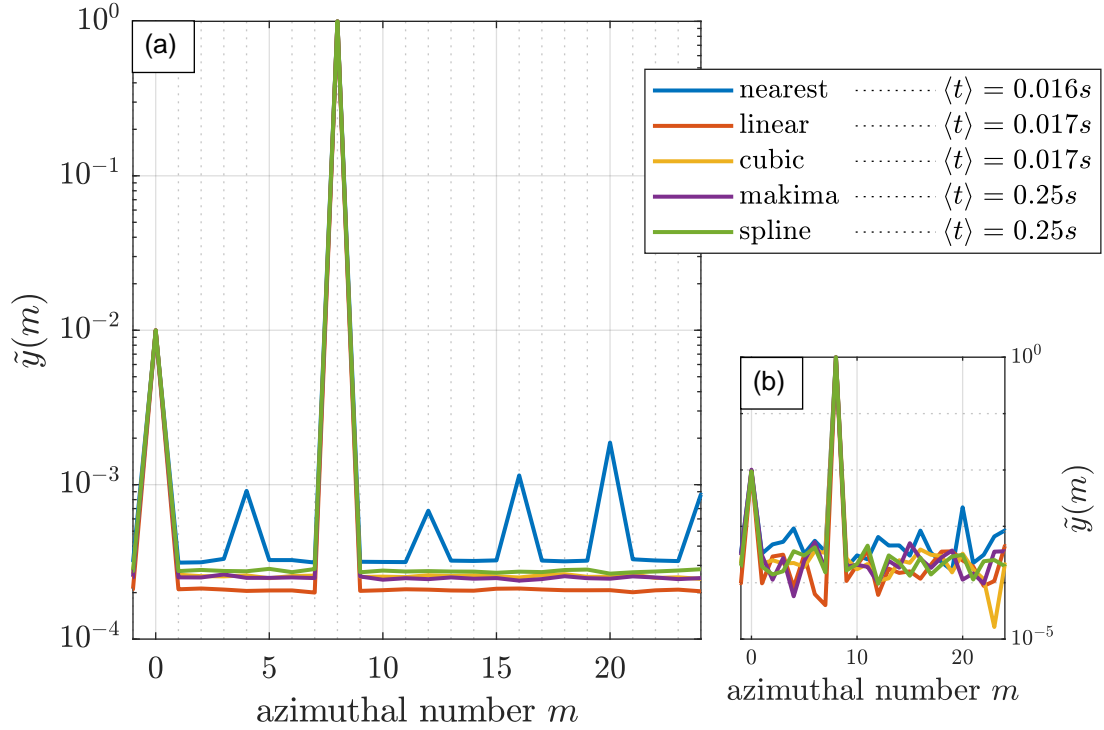 (a)
10^0
10^{-1}
10^{-2}
10^{-3}
10^{-4}
ỹ(m)
0 5 10 15 20
azimuthal number m
nearest ⟨t⟩ = 0.016s
linear ⟨t⟩ = 0.017s
cubic ⟨t⟩ = 0.017s
makima ⟨t⟩ = 0.25s
spline ⟨t⟩ = 0.25s
(b)
10^0
10^{-5}
ỹ(m)
0 10 20
azimuthal number m